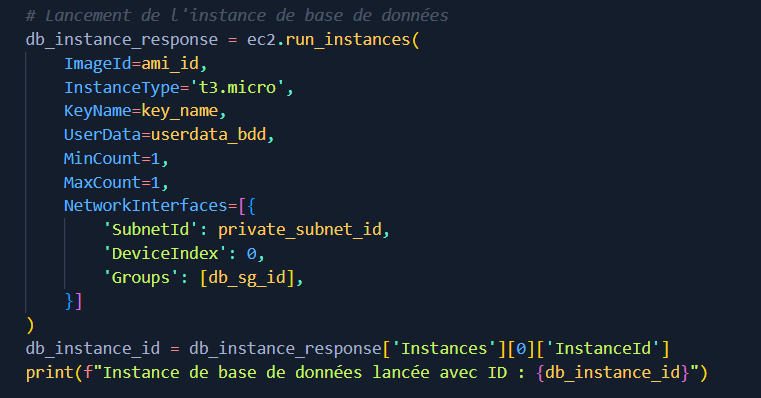 # Lancement de l'instance de base de données
db_instance_response = ec2.run_instances(
    ImageId=ami_id,
    InstanceType='t3.micro',
    KeyName=key_name,
    UserData=userdata_bdd,
    MinCount=1,
    MaxCount=1,
    NetworkInterfaces=[{
        'SubnetId': private_subnet_id,
        'DeviceIndex': 0,
        'Groups': [db_sg_id],
    }]
)
db_instance_id = db_instance_response['Instances'][0]['InstanceId']
print(f"Instance de base de données lancée avec ID : {db_instance_id}")